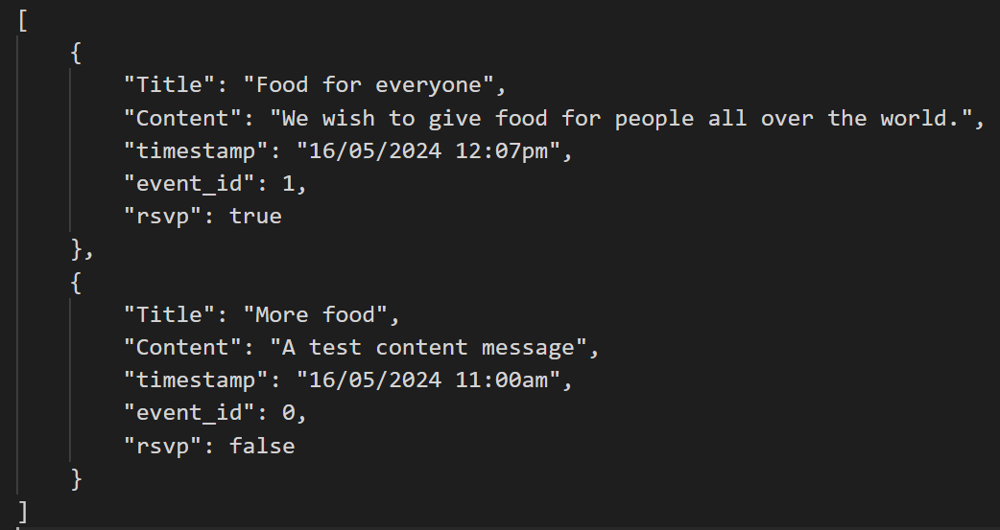 [
    {
        "Title": "Food for everyone",
        "Content": "We wish to give food for people all over the world.",
        "timestamp": "16/05/2024 12:07pm",
        "event_id": 1,
        "rsvp": true
    },
    {
        "Title": "More food",
        "Content": "A test content message",
        "timestamp": "16/05/2024 11:00am",
        "event_id": 0,
        "rsvp": false
    }
]